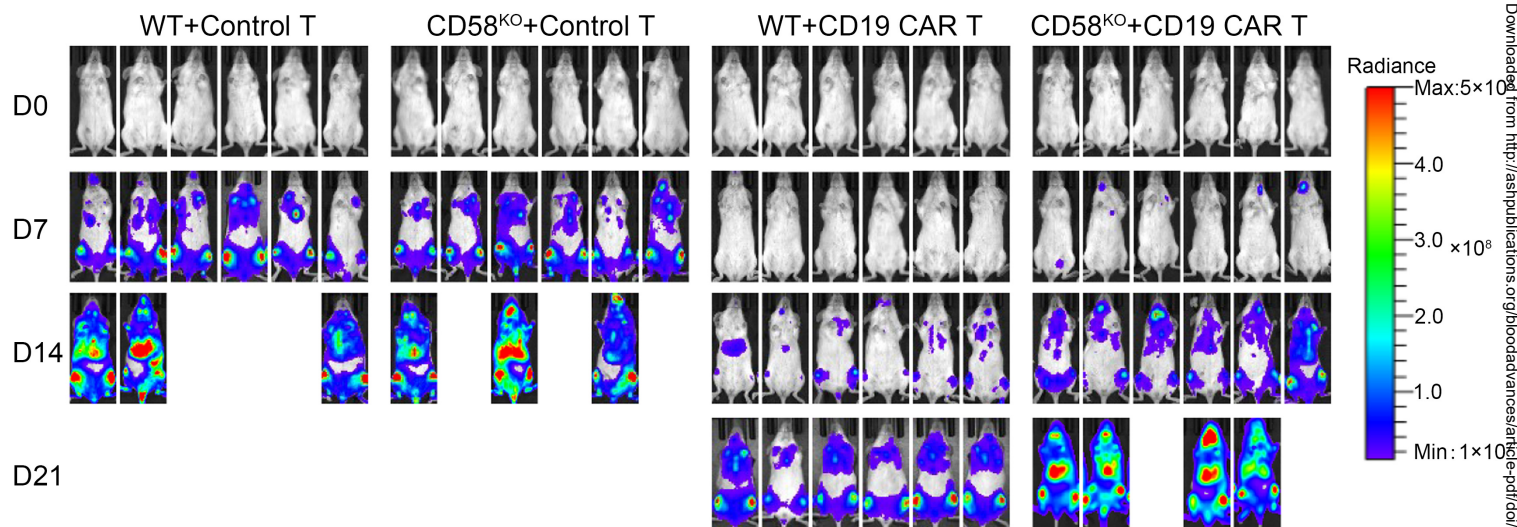 WT+Control T
CD58ᴷᴼ+Control T
WT+CD19 CAR T
CD58ᴷᴼ+CD19 CAR T
D0
D7
D14
D21
Radiance
Max:5×10
4.0
3.0 ×10⁸
2.0
1.0
Min:1×10
Downloaded from http://ashpublications.org/bloodadvances/article-pdf/doi/